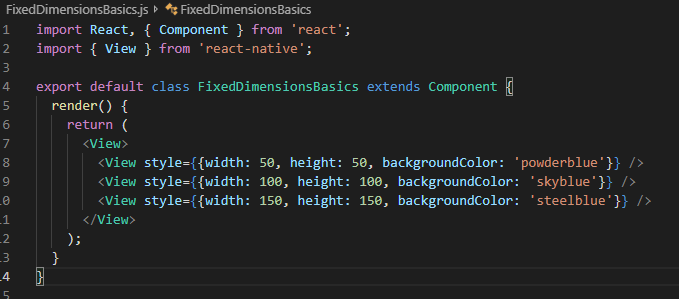 FixedDimensionsBasics.js > FixedDimensionsBasics
1 import React, { Component } from 'react';
2 import { View } from 'react-native';
3
4 export default class FixedDimensionsBasics extends Component {
5   render() {
6     return (
7       <View>
8         <View style={{width: 50, height: 50, backgroundColor: 'powderblue'}} />
9         <View style={{width: 100, height: 100, backgroundColor: 'skyblue'}} />
10         <View style={{width: 150, height: 150, backgroundColor: 'steelblue'}} />
11       </View>
12     );
13   }
14 }